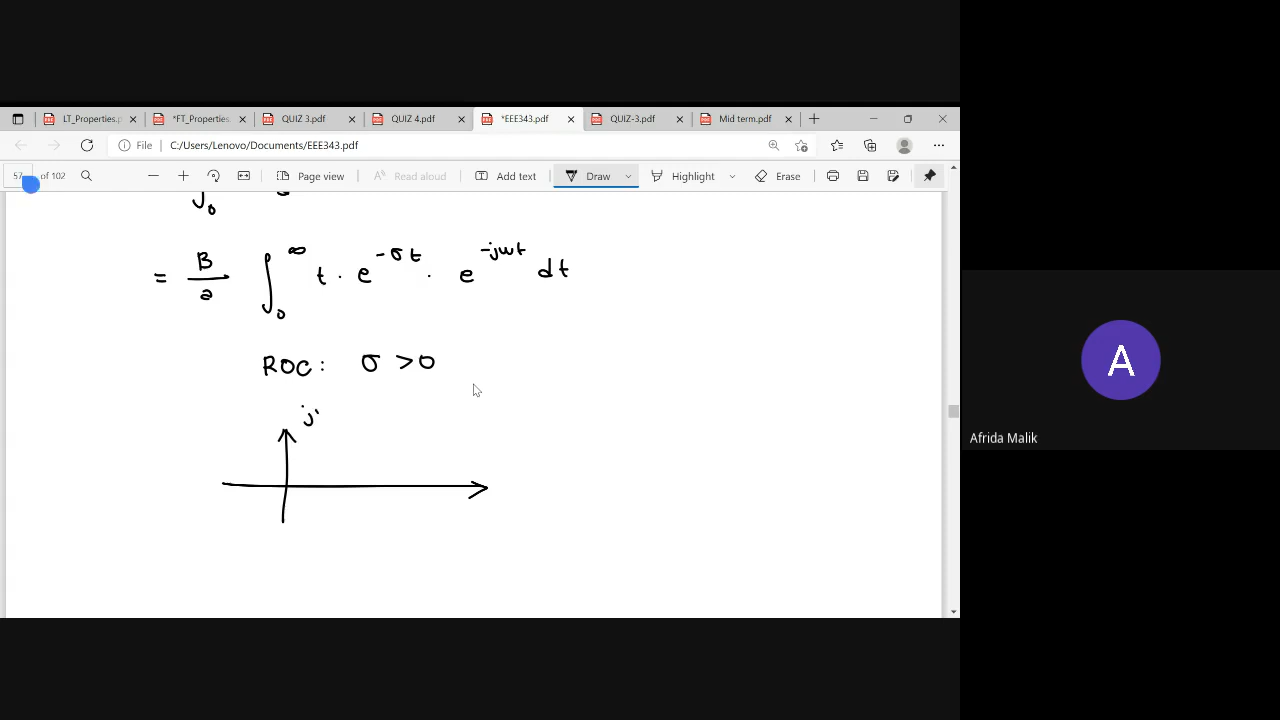 LT_Properties.p
*FT_Properties
QUIZ 3.pdf
QUIZ 4.pdf
*EEE343.pdf
QUIZ-3.pdf
Mid term.pdf
File C:/Users/Lenovo/Documents/EEE343.pdf
57 of 102
Page view
Read aloud
Add text
Draw
Highlight
Erase
= B/a ∫₀^∞ t · e^{-σt} · e^{-jωt} dt
ROC: σ >0
j
A
Afrida Malik